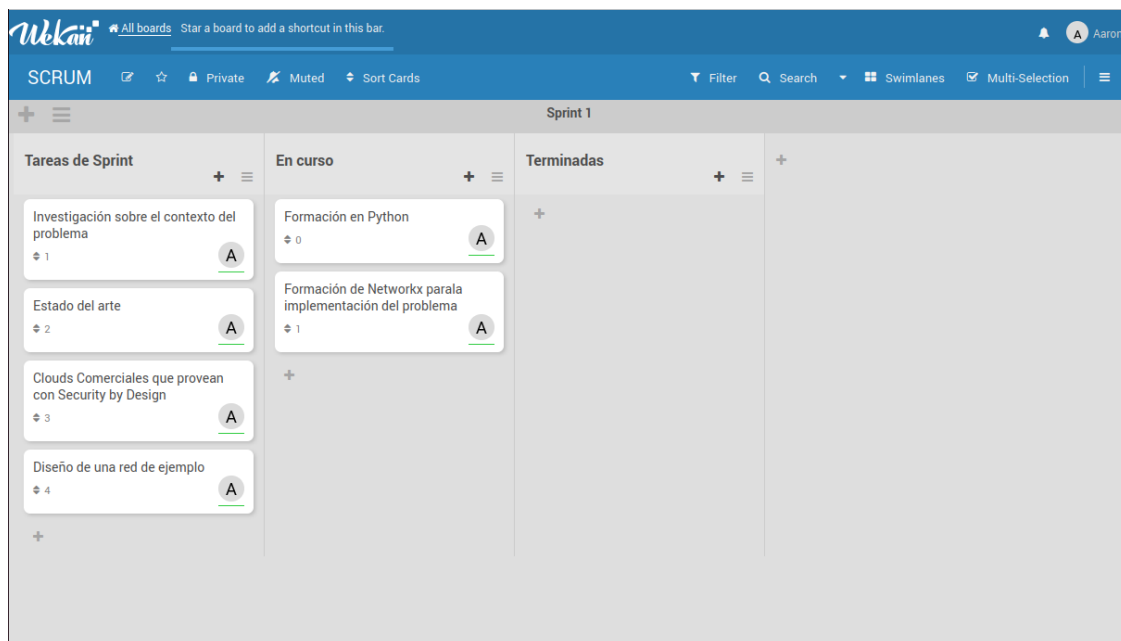 Wekan All boards Star a board to add a shortcut in this bar. A Aaron
SCRUM Private Muted Sort Cards Filter Search Swimlanes Multi-Selection
Sprint 1
Tareas de Sprint
Investigación sobre el contexto del
problema
1 A
Estado del arte
2 A
Clouds Comerciales que provean
con Security by Design
3 A
Diseño de una red de ejemplo
4 A
En curso
Formación en Python
0 A
Formación de Networkx parala
implementación del problema
1 A
Terminadas